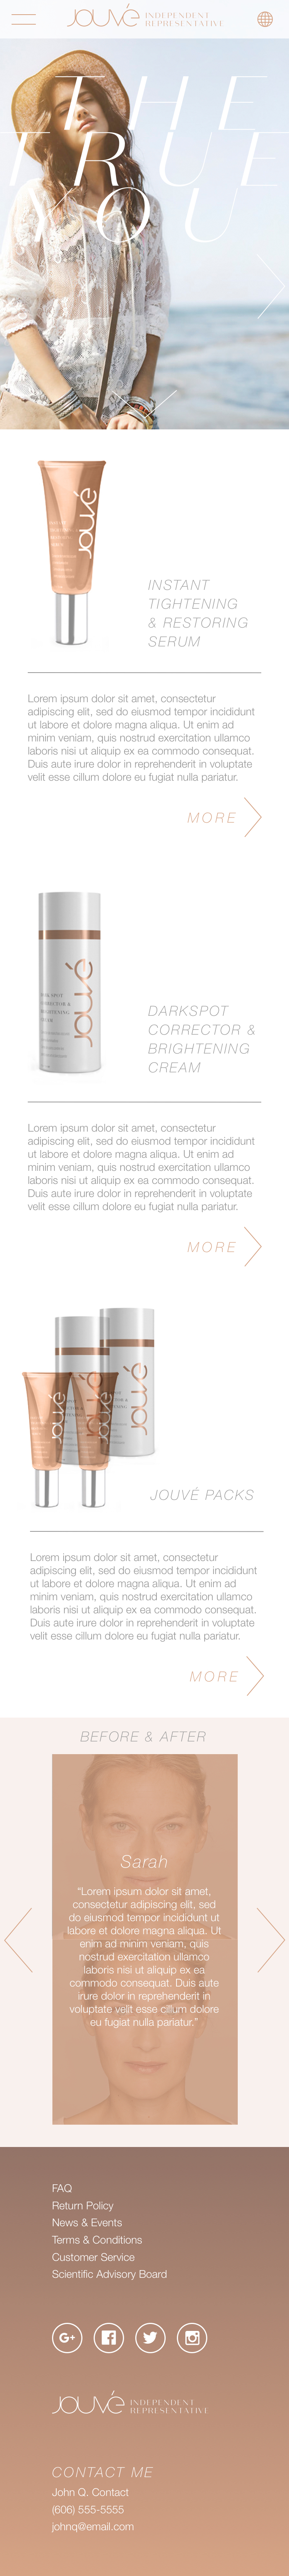 JOUVÉ INDEPENDENT
REPRESENTATIVE
THE
TRUE
YOU
JOUVÉ
INSTANT
TIGHTENING
& RESTORING
SERUM
Lorem ipsum dolor sit amet, consectetur
adipiscing elit, sed do eiusmod tempor incididunt
ut labore et dolore magna aliqua. Ut enim ad
minim veniam, quis nostrud exercitation ullamco
laboris nisi ut aliquip ex ea commodo consequat.
Duis aute irure dolor in reprehenderit in voluptate
velit esse cillum dolore eu fugiat nulla pariatur.
MORE
JOUVÉ
DARKSPOT
CORRECTOR &
BRIGHTENING
CREAM
Lorem ipsum dolor sit amet, consectetur
adipiscing elit, sed do eiusmod tempor incididunt
ut labore et dolore magna aliqua. Ut enim ad
minim veniam, quis nostrud exercitation ullamco
laboris nisi ut aliquip ex ea commodo consequat.
Duis aute irure dolor in reprehenderit in voluptate
velit esse cillum dolore eu fugiat nulla pariatur.
MORE
JOUVÉ
JOUVÉ
JOUVÉ
JOUVÉ
JOUVÉ PACKS
Lorem ipsum dolor sit amet, consectetur
adipiscing elit, sed do eiusmod tempor incididunt
ut labore et dolore magna aliqua. Ut enim ad
minim veniam, quis nostrud exercitation ullamco
laboris nisi ut aliquip ex ea commodo consequat.
Duis aute irure dolor in reprehenderit in voluptate
velit esse cillum dolore eu fugiat nulla pariatur.
MORE
BEFORE & AFTER
Sarah
“Lorem ipsum dolor sit amet,
consectetur adipiscing elit, sed
do eiusmod tempor incididunt ut
labore et dolore magna aliqua. Ut
enim ad minim veniam, quis
nostrud exercitation ullamco
laboris nisi ut aliquip ex ea
commodo consequat. Duis aute
irure dolor in reprehenderit in
voluptate velit esse cillum dolore
eu fugiat nulla pariatur.”
FAQ
Return Policy
News & Events
Terms & Conditions
Customer Service
Scientific Advisory Board
G+
JOUVÉ INDEPENDENT
REPRESENTATIVE
CONTACT ME
John Q. Contact
(606) 555-5555
johnq@email.com